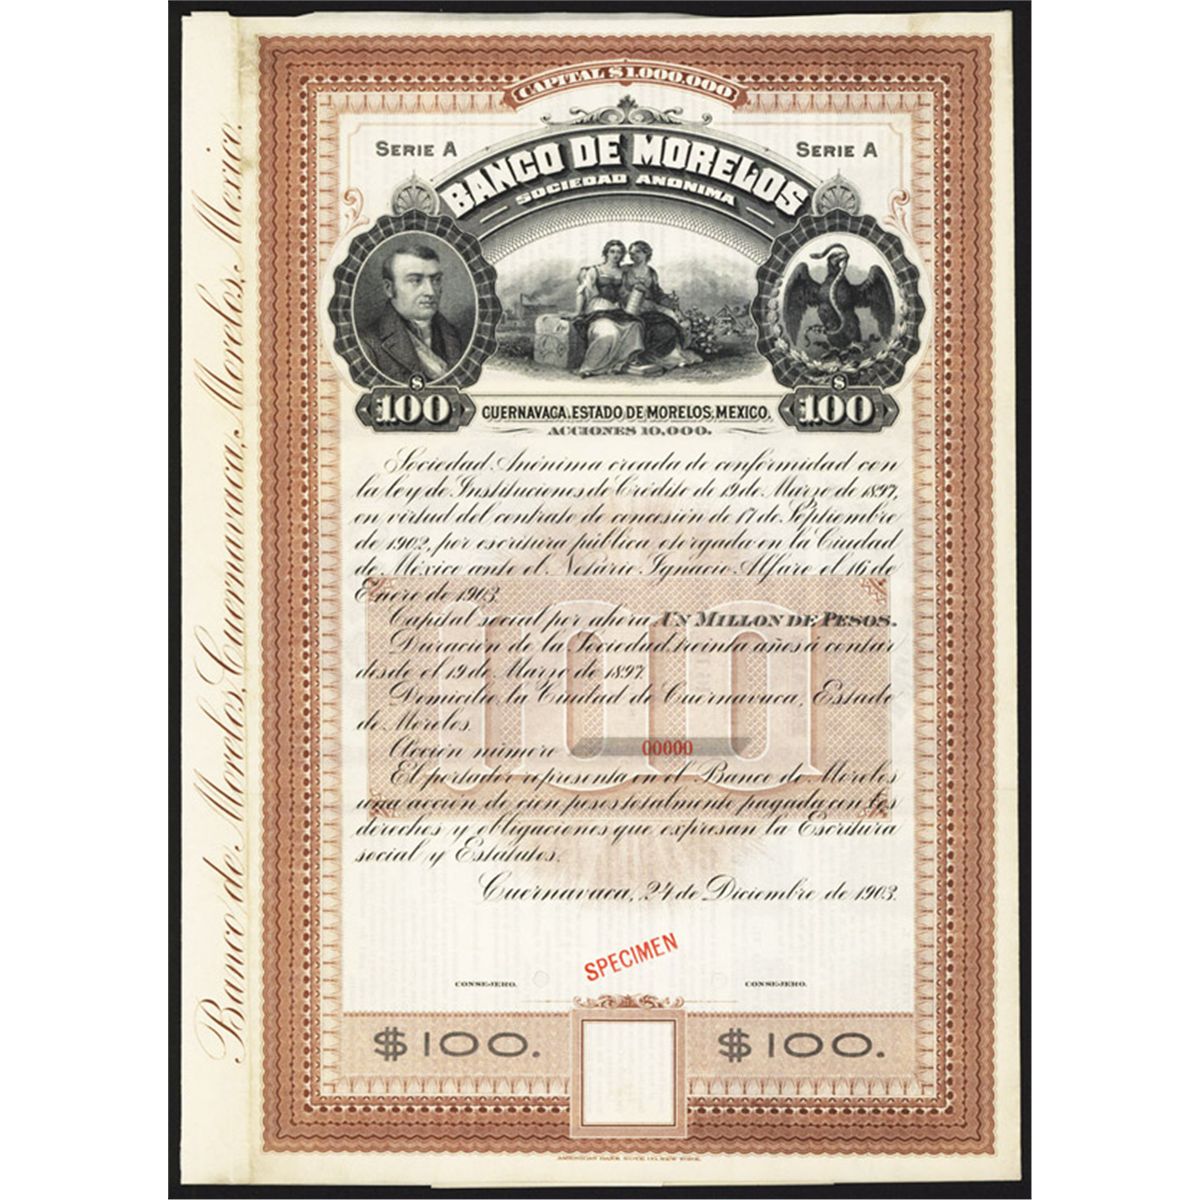 CAPITAL $1.000.000.
SERIE A
SERIE A
BANCO DE MORELOS
SOCIEDAD ANONIMA
$
100
$
100
CUERNAVACA, ESTADO DE MORELOS, MEXICO.
ACCIONES 10,000.
Sociedad Anónima creada de conformidad con
la ley de Instituciones de Crédito de 19 de Marzo de 1897,
en virtud del contrato de concesión de 17 de Septiembre
de 1902, por escritura pública otorgada en la Ciudad
de México ante el Notario Ignacio Alfaro el 16 de
Enero de 1903.
Capital social por ahora UN MILLON DE PESOS.
Duración de la Sociedad, treinta años á contar
desde el 19 de Marzo de 1897.
Domicilio, la Ciudad de Cuernavaca, Estado
de Morelos.
Acción número 00000
El portador representa en el Banco de Morelos
una acción de cien pesos totalmente pagada con los
derechos y obligaciones que expresan la Escritura
social y Estatutos.
Cuernavaca, 24 de Diciembre de 1903.
SPECIMEN
CONSEJERO.
CONSEJERO.
$100.
$100.
AMERICAN BANK NOTE CO. NEW YORK.
Banco de Morelos, Cuernavaca, Morelos, Mexico.
100